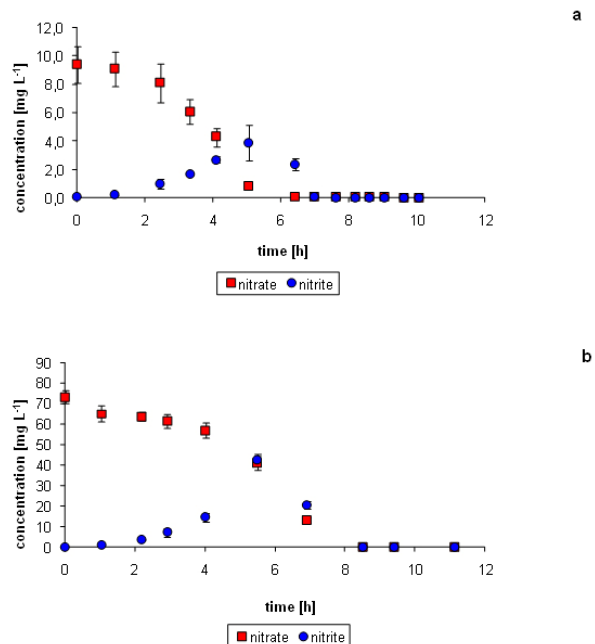 a
12,0
10,0
8,0
6,0
4,0
2,0
0,0
concentration [mg L-1]
0 2 4 6 8 10 12
time [h]
nitrate nitrite
b
90
80
70
60
50
40
30
20
10
0
concentration [mg L-1]
0 2 4 6 8 10 12
time [h]
nitrate nitrite